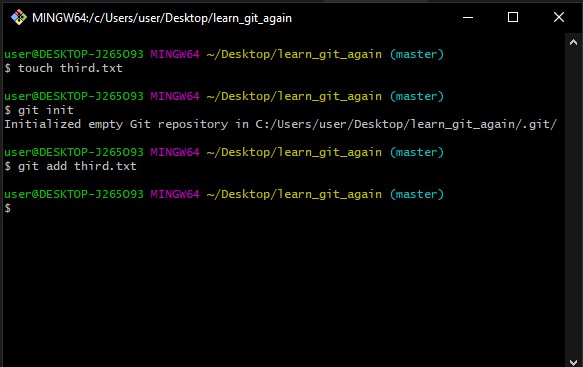 MINGW64:/c/Users/user/Desktop/learn_git_again
user@DESKTOP-J265O93 MINGW64 ~/Desktop/learn_git_again (master)
$ touch third.txt
user@DESKTOP-J265O93 MINGW64 ~/Desktop/learn_git_again (master)
$ git init
Initialized empty Git repository in C:/Users/user/Desktop/learn_git_again/.git/
user@DESKTOP-J265O93 MINGW64 ~/Desktop/learn_git_again (master)
$ git add third.txt
user@DESKTOP-J265O93 MINGW64 ~/Desktop/learn_git_again (master)
$